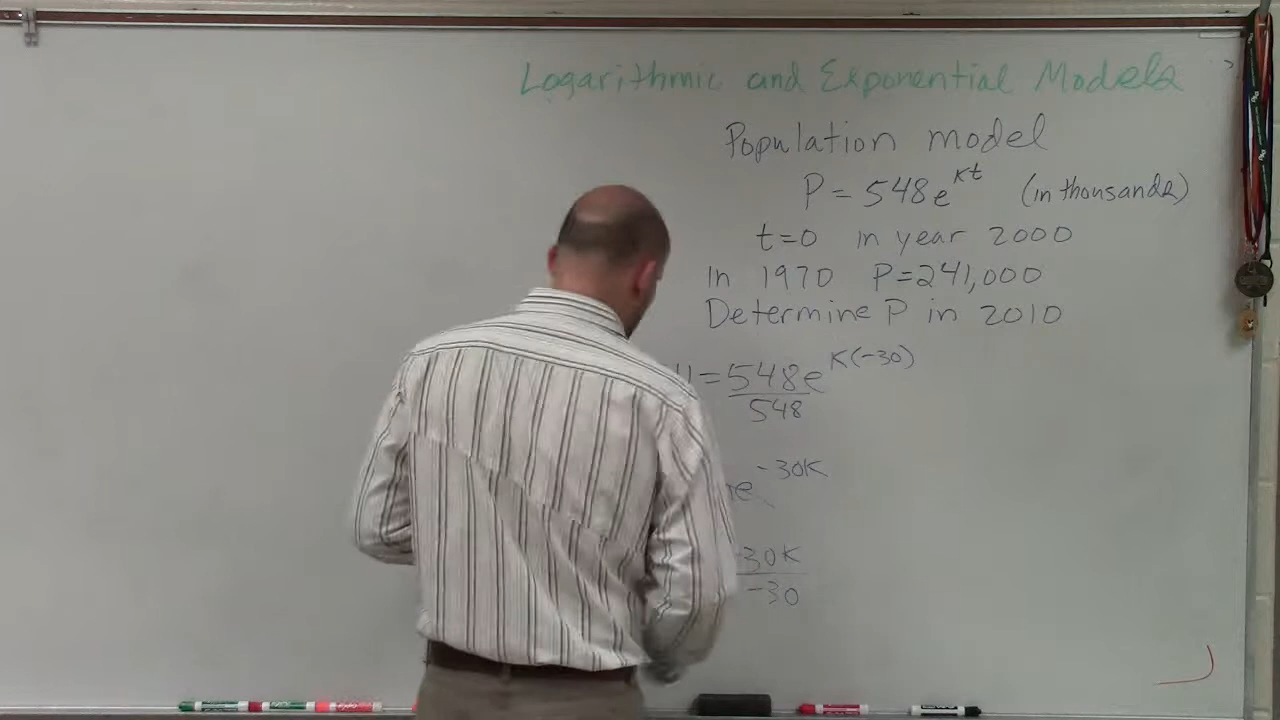 Logarithmic and Exponential Models
Population model
P = 548e^kt (in thousands)
t=0 in year 2000
In 1970 P=241,000
Determine P in 2010
=548e^K(-30)
548
e^-30K
-30K
-30